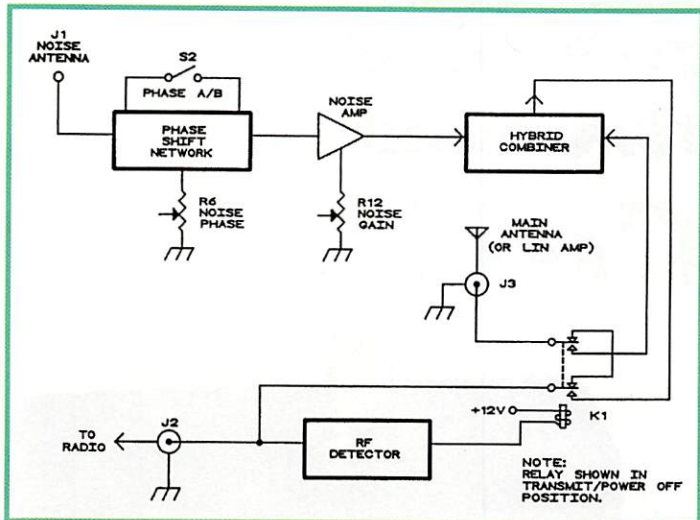 J1
NOISE
ANTENNA
S2
PHASE A/B
PHASE
SHIFT
NETWORK
NOISE
AMP
HYBRID
COMBINER
R6
NOISE
PHASE
R12
NOISE
GAIN
MAIN
ANTENNA
(OR LIN AMP)
J3
+12V
K1
TO
RADIO
J2
RF
DETECTOR
NOTE:
RELAY SHOWN IN
TRANSMIT/POWER OFF
POSITION.